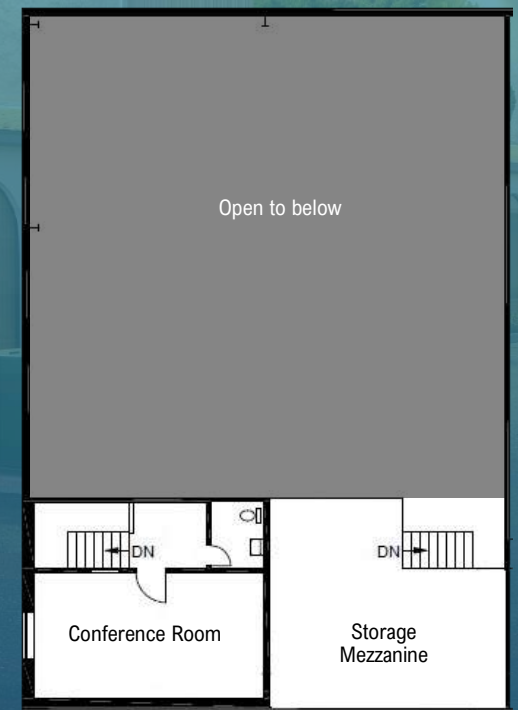 Open to below
DN
DN
Conference Room
Storage
Mezzanine